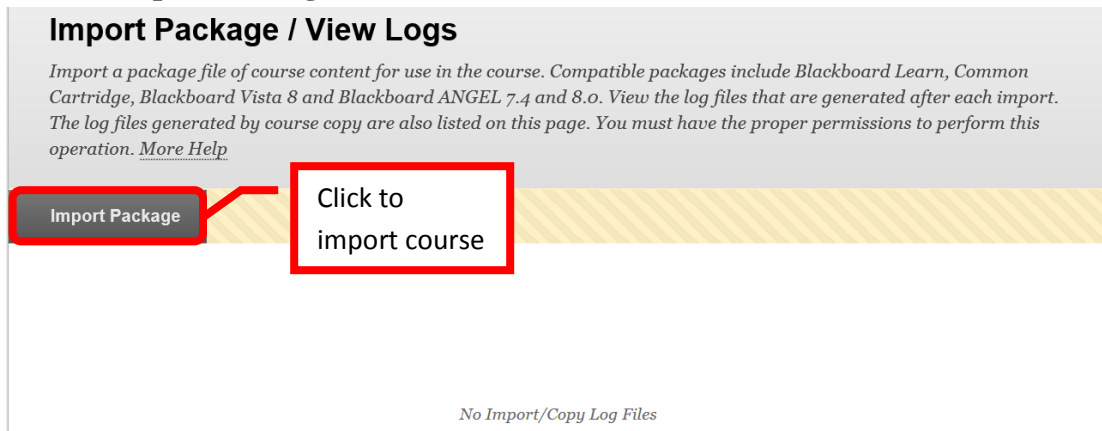 Import Package / View Logs
Import a package file of course content for use in the course. Compatible packages include Blackboard Learn, Common
Cartridge, Blackboard Vista 8 and Blackboard ANGEL 7.4 and 8.0. View the log files that are generated after each import.
The log files generated by course copy are also listed on this page. You must have the proper permissions to perform this
operation. More Help
Click to
import course
Import Package
No Import/Copy Log Files